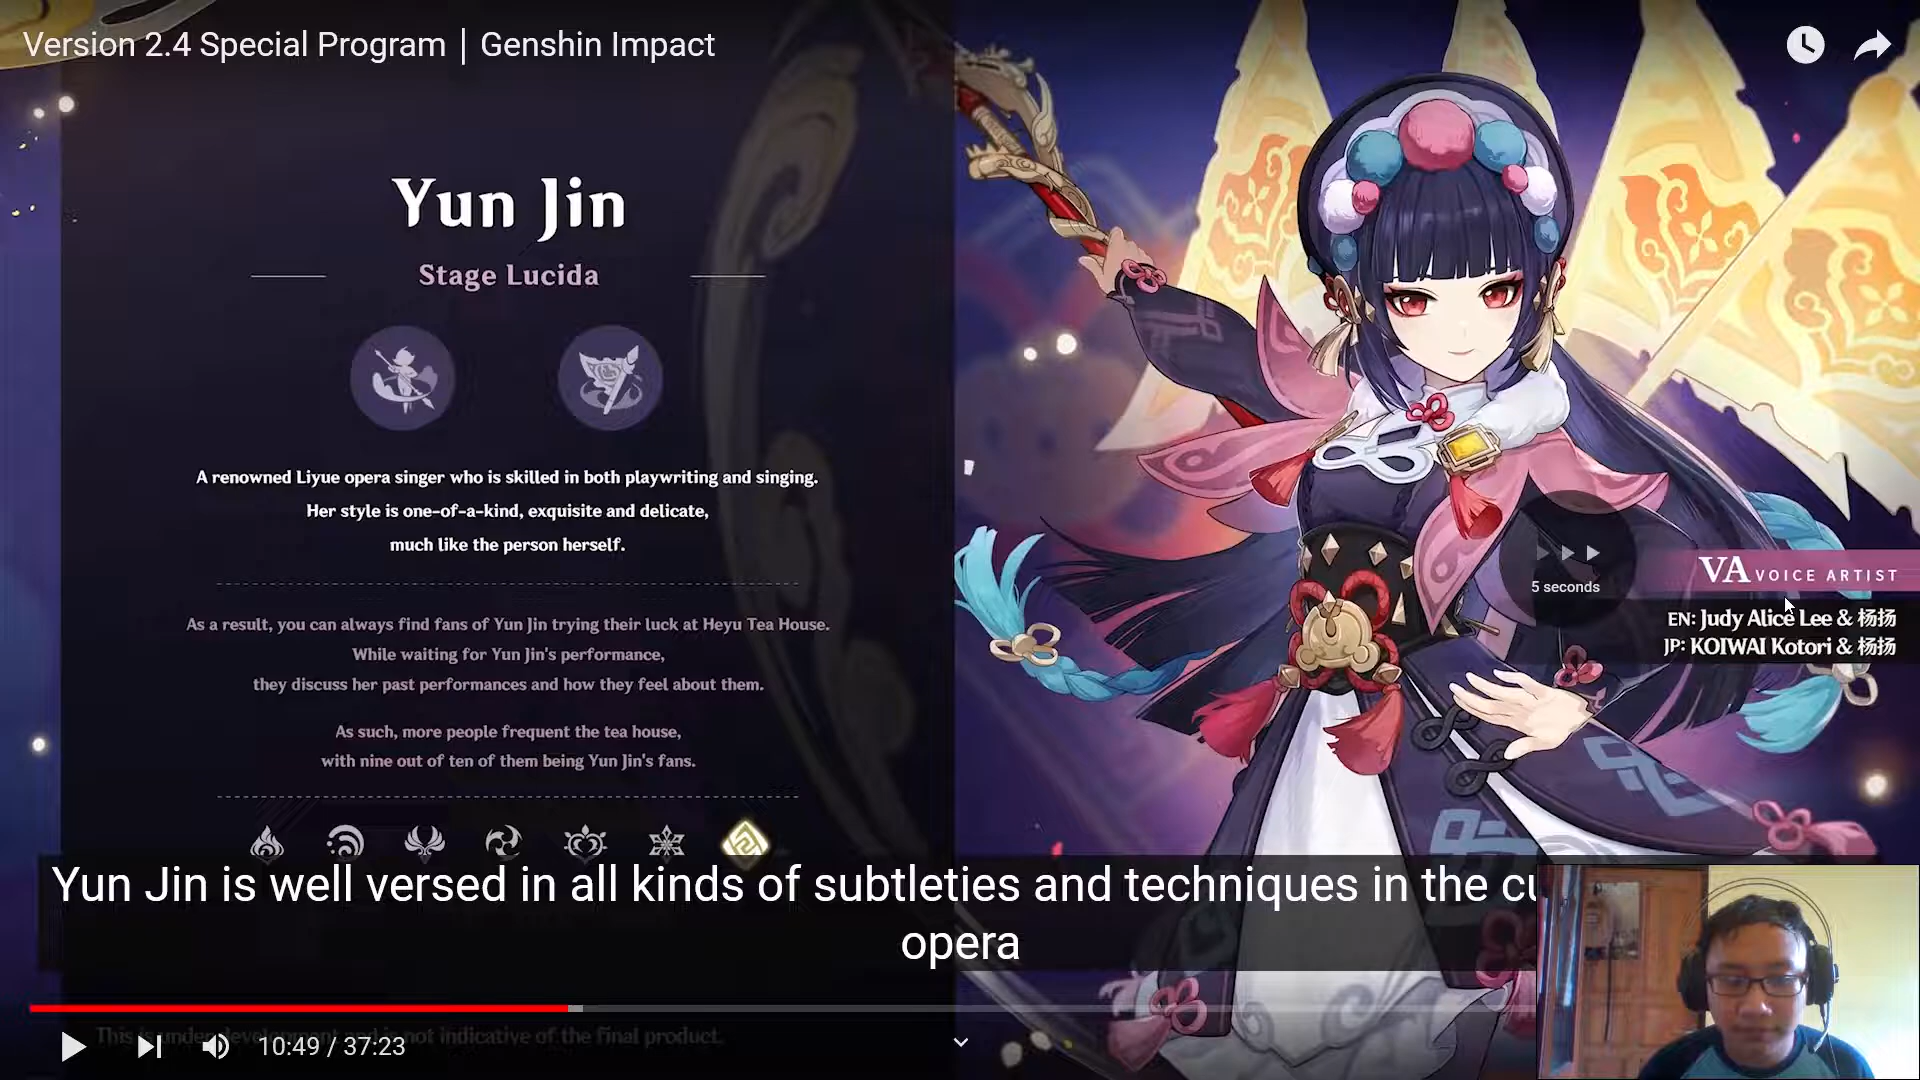 Version 2.4 Special Program | Genshin Impact
Yun Jin
Stage Lucida
A renowned Liyue opera singer who is skilled in both playwriting and singing.
Her style is one-of-a-kind, exquisite and delicate,
much like the person herself.
As a result, you can always find fans of Yun Jin trying their luck at Heyu Tea House.
While waiting for Yun Jin's performance,
they discuss her past performances and how they feel about them.
As such, more people frequent the tea house,
with nine out of ten of them being Yun Jin's fans.
5 seconds
VA VOICE ARTIST
EN: Judy Alice Lee & 杨扬
JP: KOIWAI Kotori & 杨扬
Yun Jin is well versed in all kinds of subtleties and techniques in the
opera
This is under development and is not indicative of the final product.
10:49 / 37:23